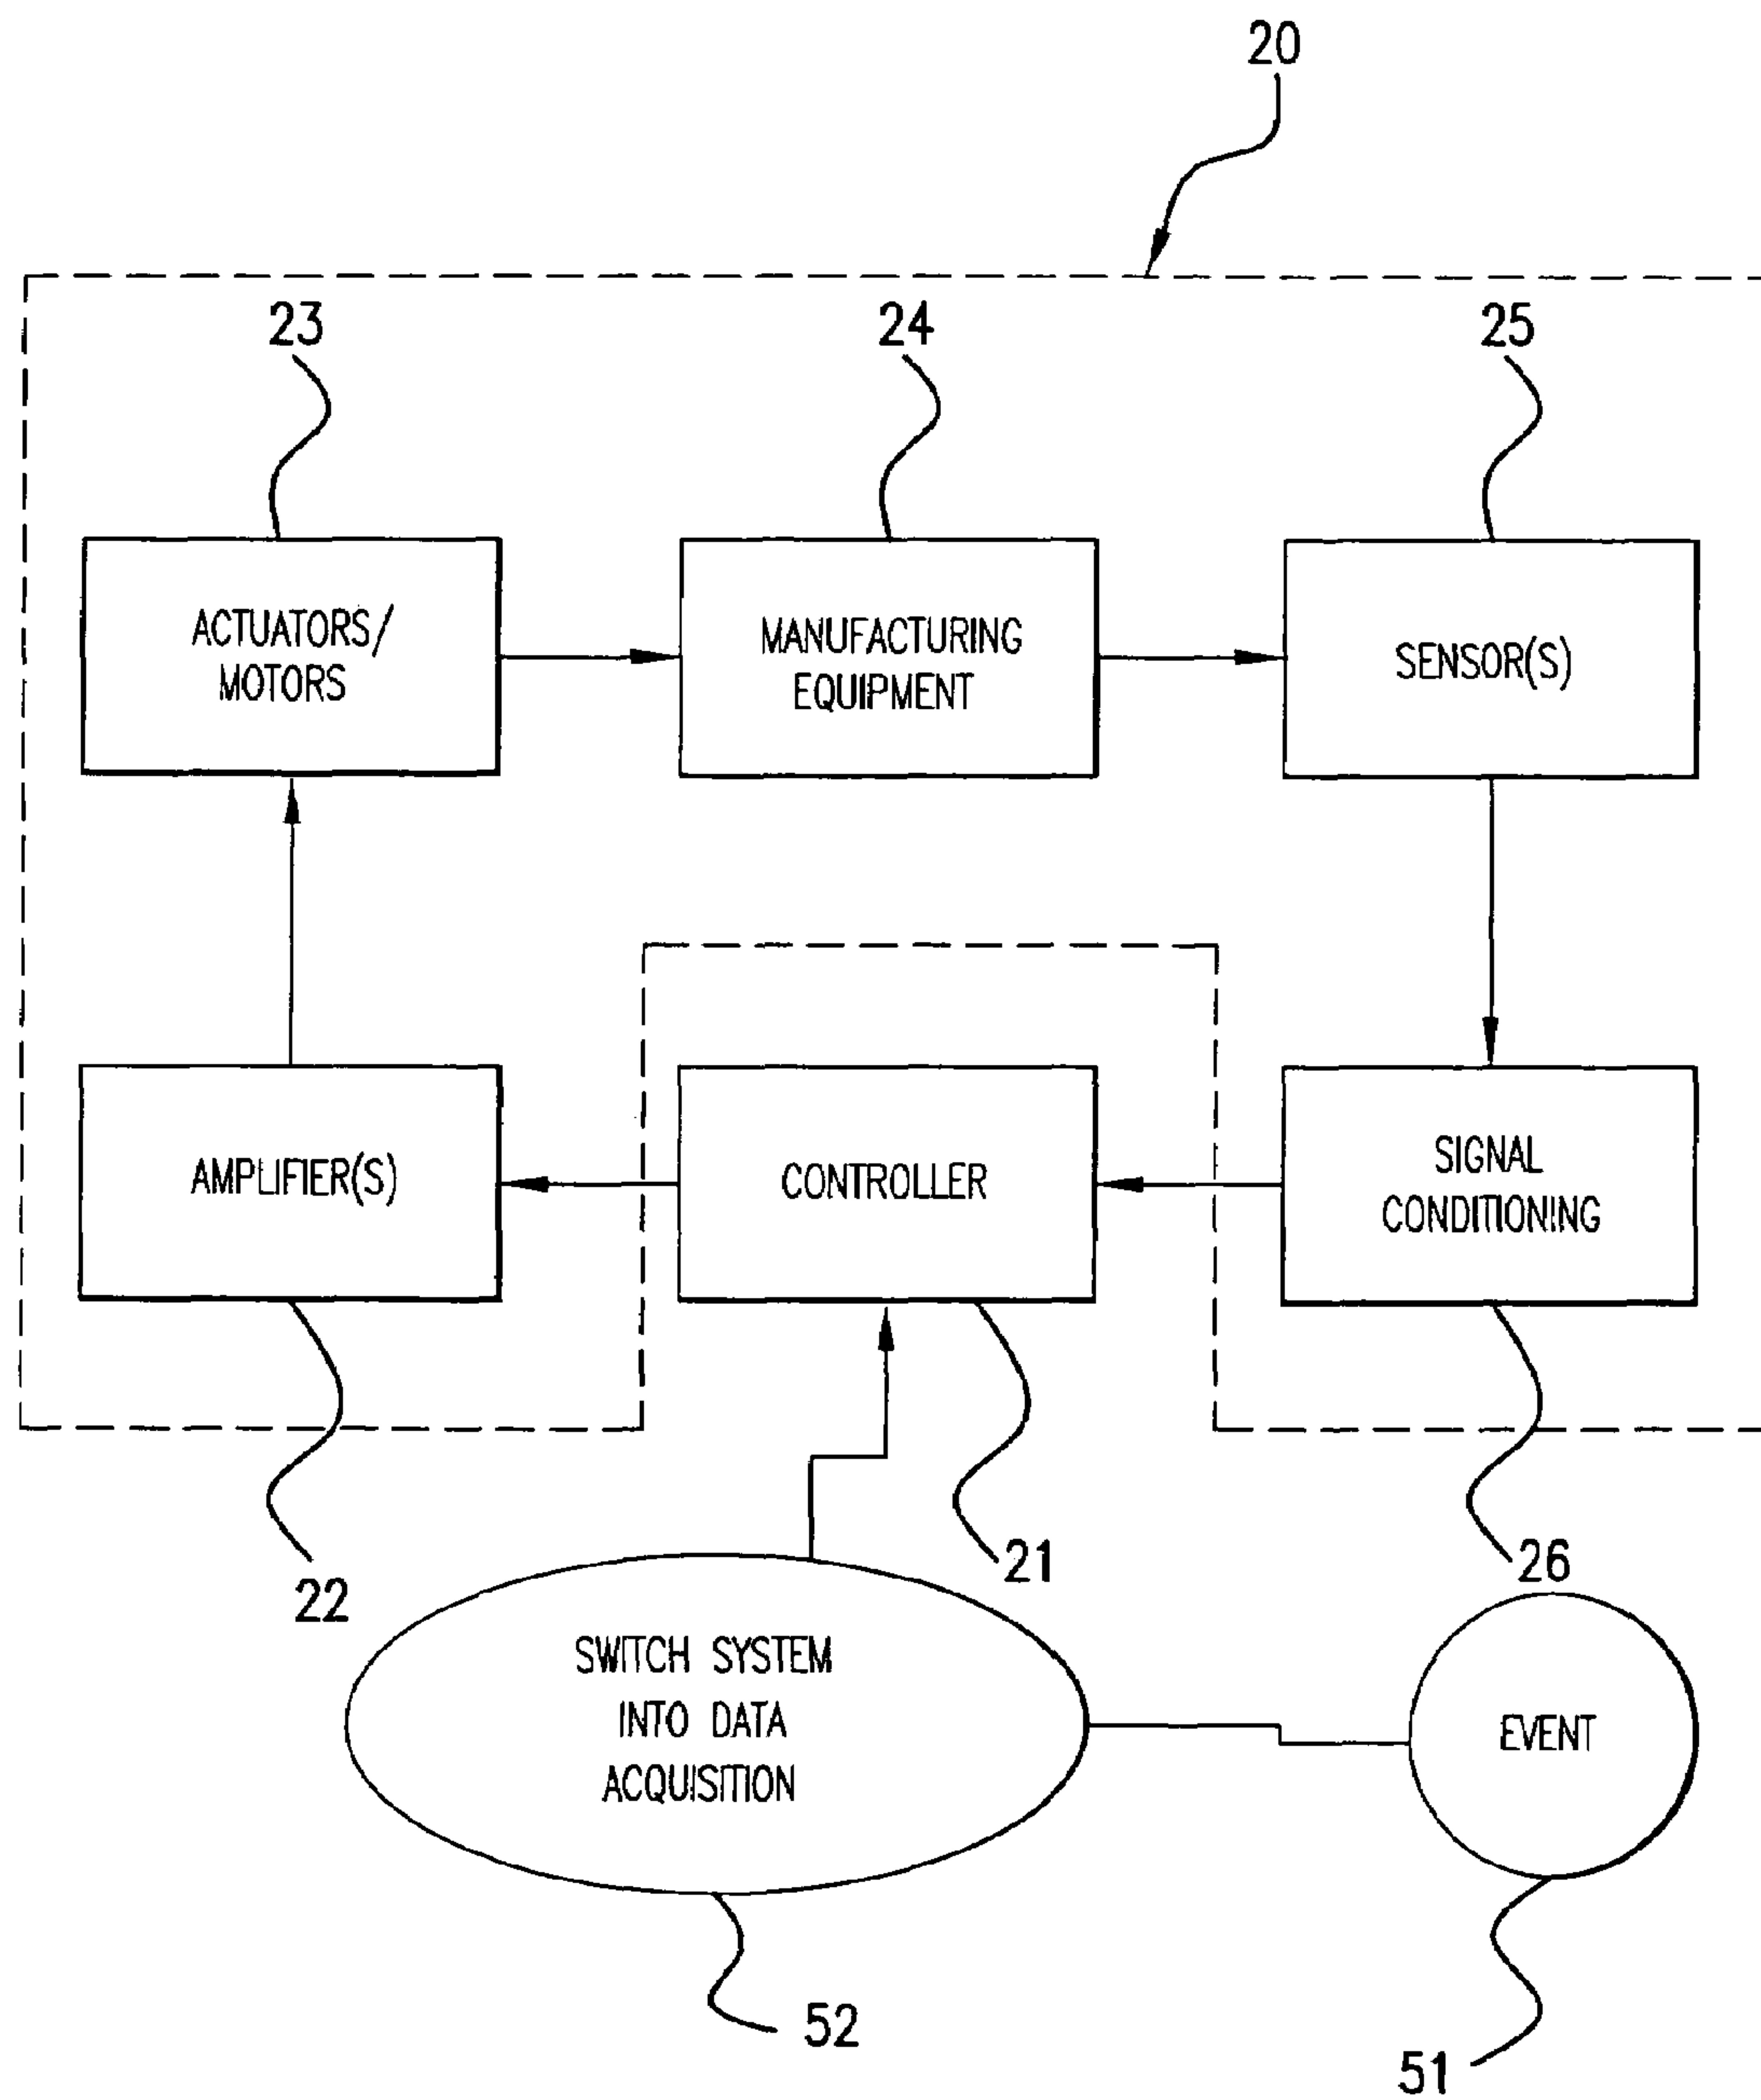 20
23
24
25
ACTUATORS/
MOTORS
MANUFACTURING
EQUIPMENT
SENSOR(S)
AMPLIFIER(S)
CONTROLLER
SIGNAL
CONDITIONING
22
21
26
SWITCH SYSTEM
INTO DATA
ACQUISITION
EVENT
52
51